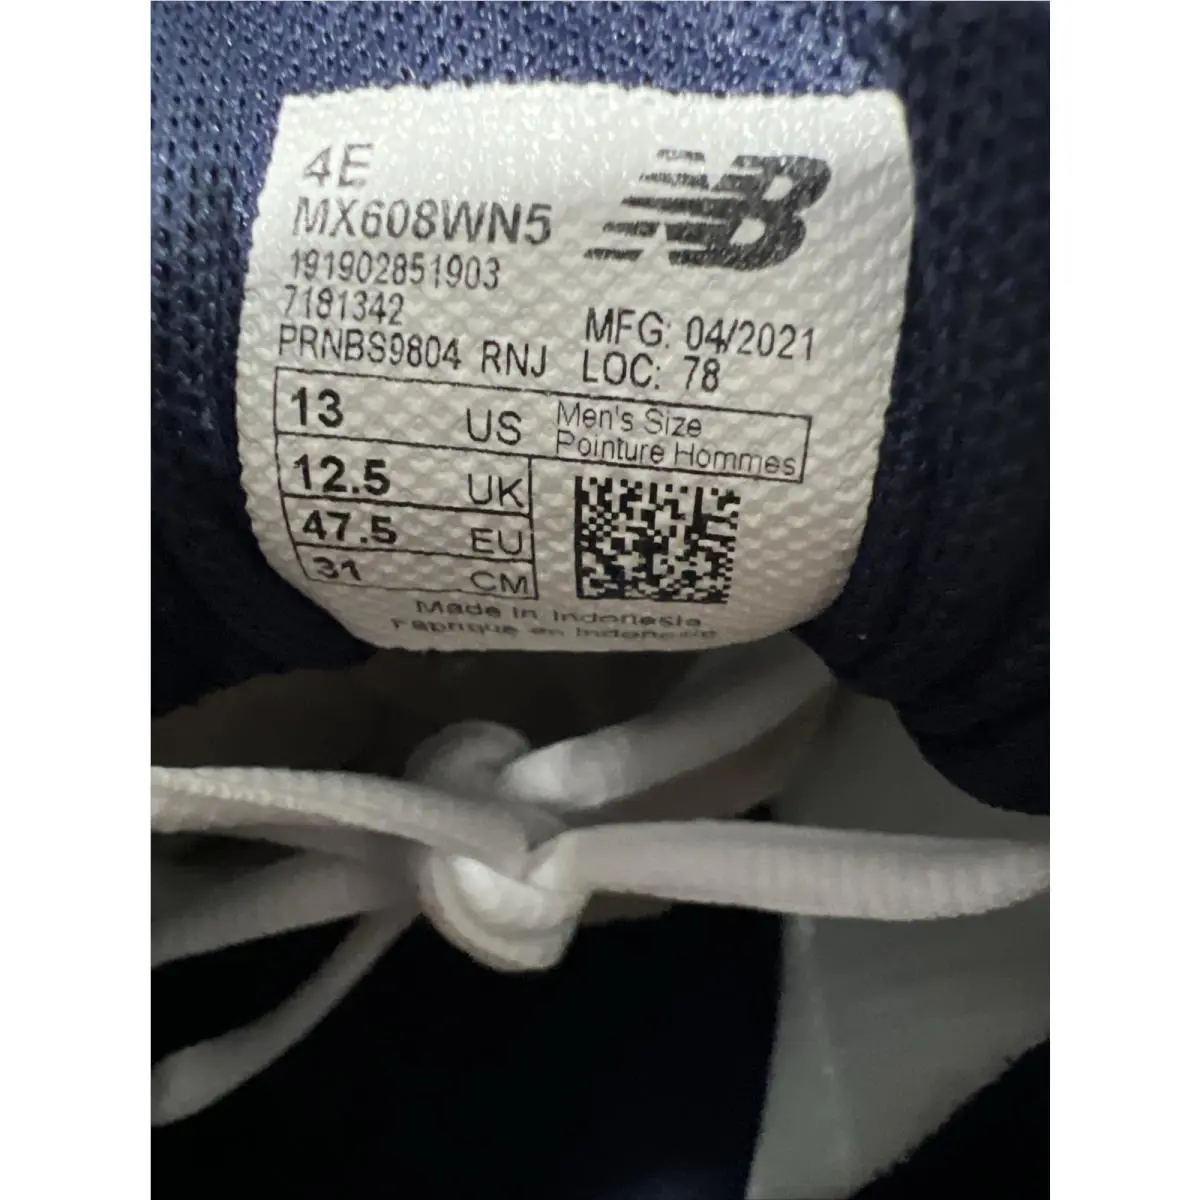 4E
NB
MX608WN5
191902851903
7181342
PRNBS9804 RNJ
MFG: 04/2021
LOC: 78
13 US
Men's Size
Pointure Hommes
12.5 UK
47.5 EU
31 CM
Made in Indonesia
Fabriqué en Indonésie